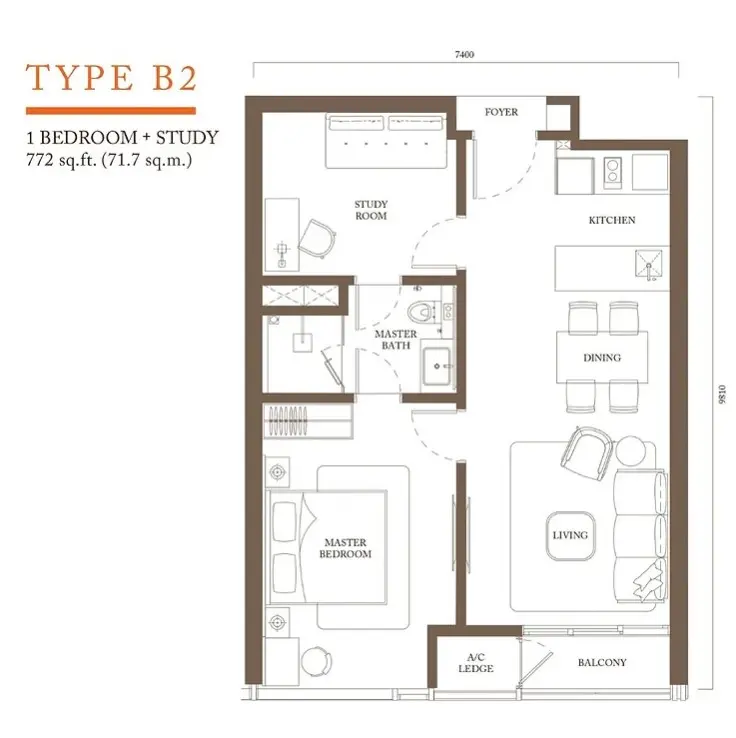 TYPE B2
1 BEDROOM + STUDY
772 sq.ft. (71.7 sq.m.)
7400
FOYER
STUDY
ROOM
KITCHEN
MASTER
BATH
DINING
9810
LIVING
MASTER
BEDROOM
A/C
LEDGE
BALCONY